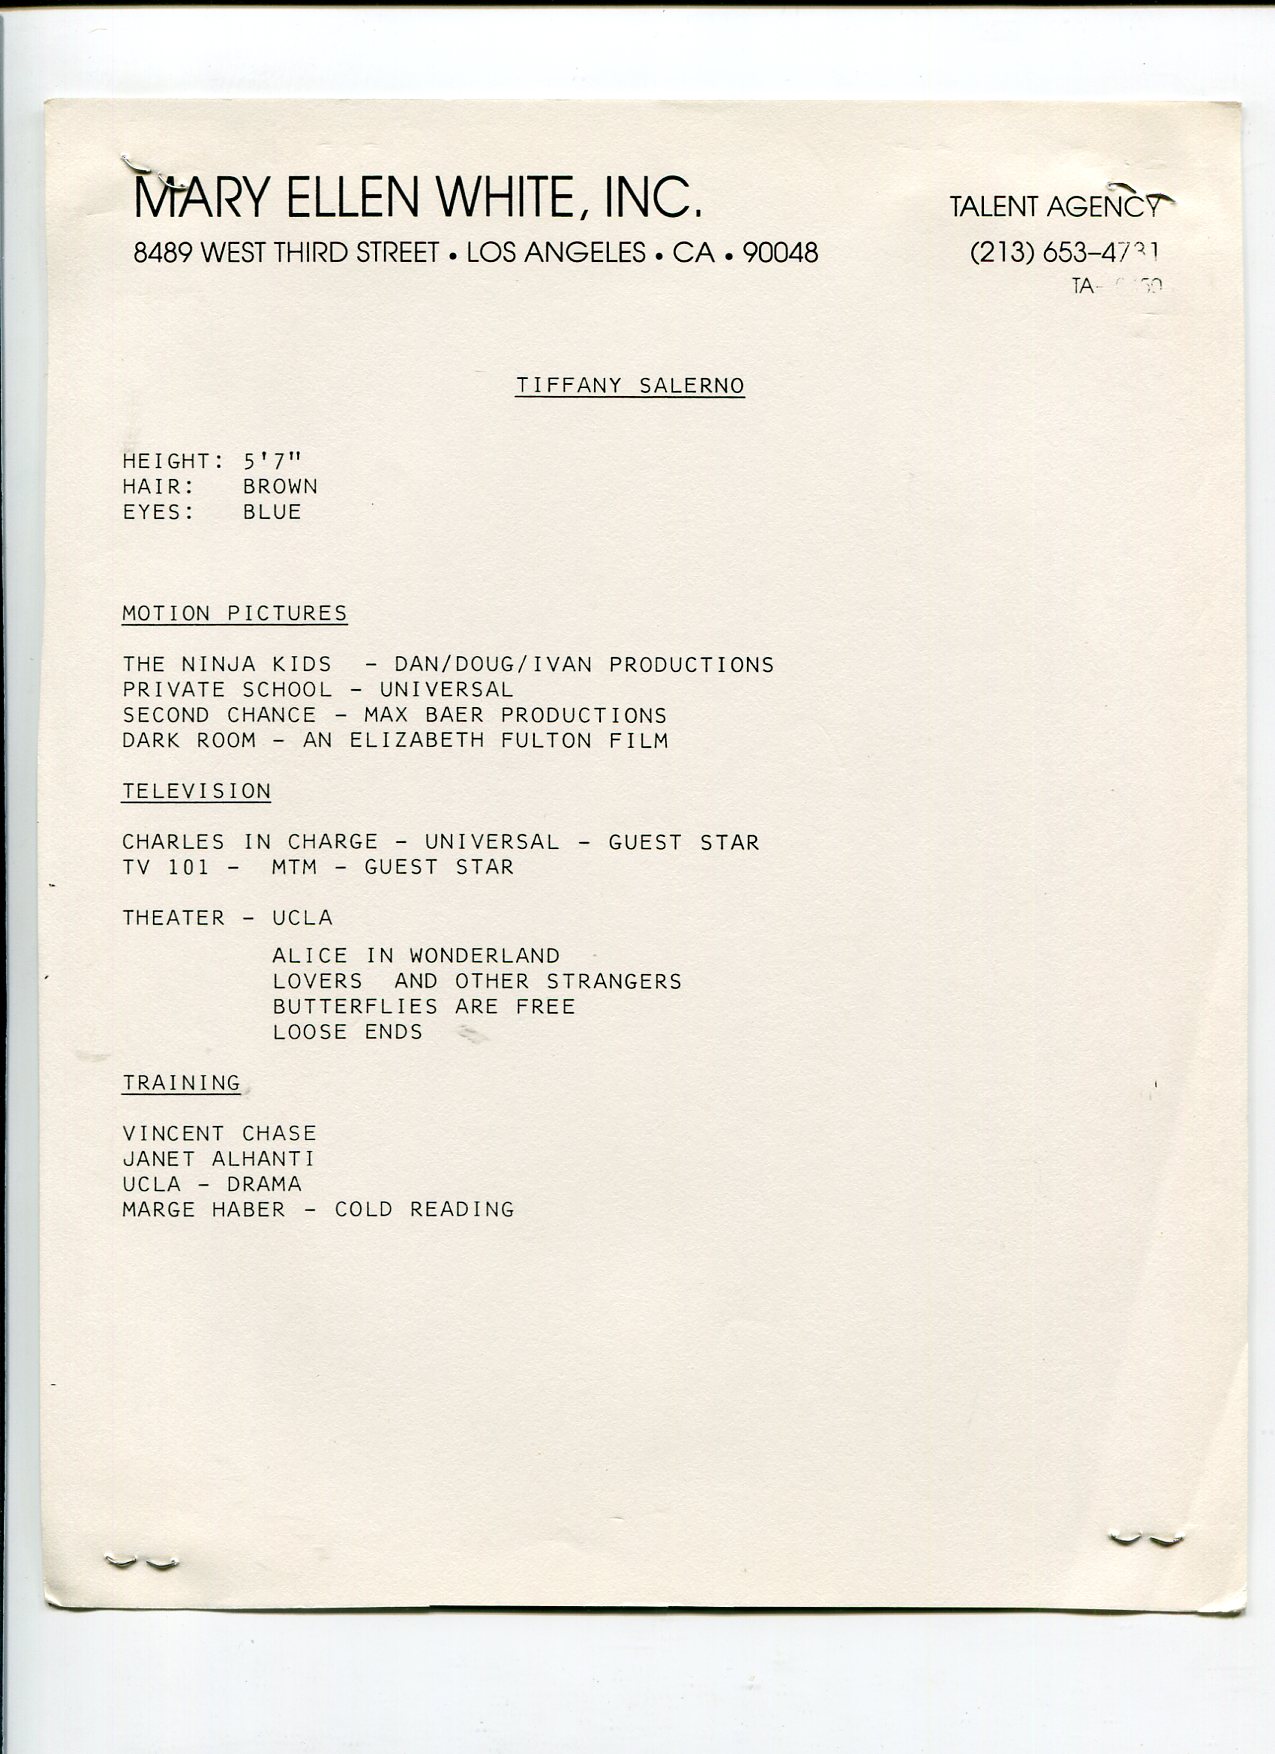 MARY ELLEN WHITE, INC.
TALENT AGENCY
8489 WEST THIRD STREET • LOS ANGELES • CA • 90048
(213) 653-4731
TA-
TIFFANY SALERNO
HEIGHT: 5'7"
HAIR: BROWN
EYES: BLUE
MOTION PICTURES
THE NINJA KIDS - DAN/DOUG/IVAN PRODUCTIONS
PRIVATE SCHOOL - UNIVERSAL
SECOND CHANCE - MAX BAER PRODUCTIONS
DARK ROOM - AN ELIZABETH FULTON FILM
TELEVISION
CHARLES IN CHARGE - UNIVERSAL - GUEST STAR
TV 101 - MTM - GUEST STAR
THEATER - UCLA
ALICE IN WONDERLAND
LOVERS AND OTHER STRANGERS
BUTTERFLIES ARE FREE
LOOSE ENDS
TRAINING
VINCENT CHASE
JANET ALHANTI
UCLA - DRAMA
MARGE HABER - COLD READING